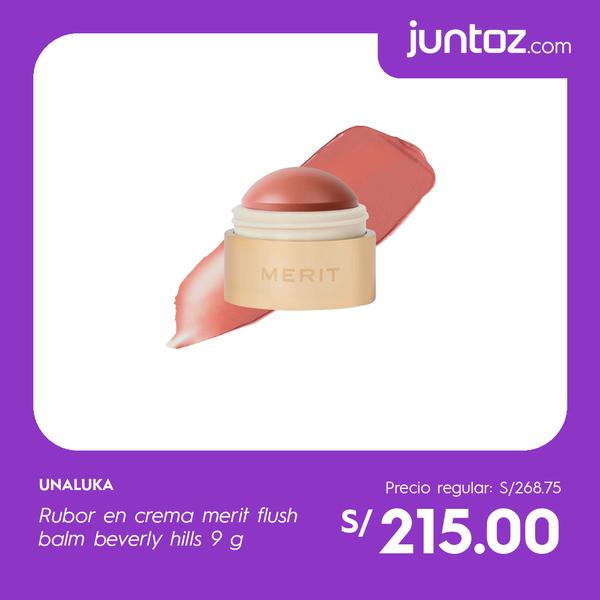 juntoz.com
MERIT
UNALUKA
Rubor en crema merit flush
balm beverly hills 9 g
Precio regular: S/268.75
S/215.00